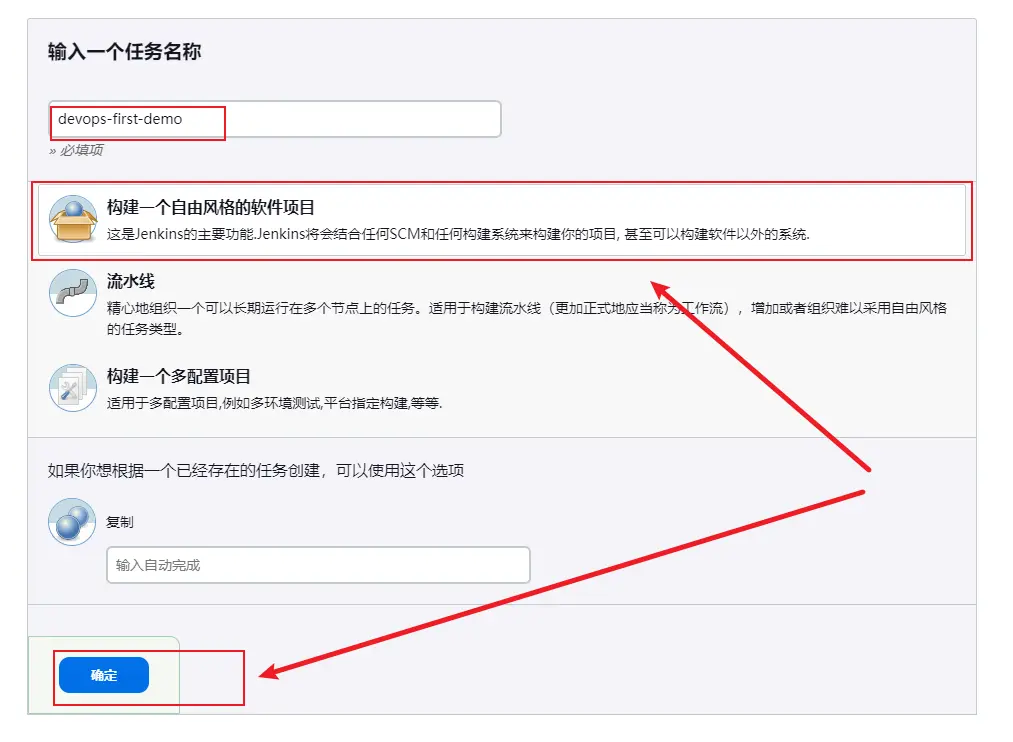 输入一个任务名称
devops-first-demo
» 必填项
构建一个自由风格的软件项目
这是Jenkins的主要功能.Jenkins将会结合任何SCM和任何构建系统来构建你的项目, 甚至可以构建软件以外的系统.
流水线
精心地组织一个可以长期运行在多个节点上的任务。适用于构建流水线（更加正式地应当称为工作流），增加或者组织难以采用自由风格
的任务类型。
构建一个多配置项目
适用于多配置项目,例如多环境测试,平台指定构建,等等.
如果你想根据一个已经存在的任务创建，可以使用这个选项
复制
输入自动完成
确定